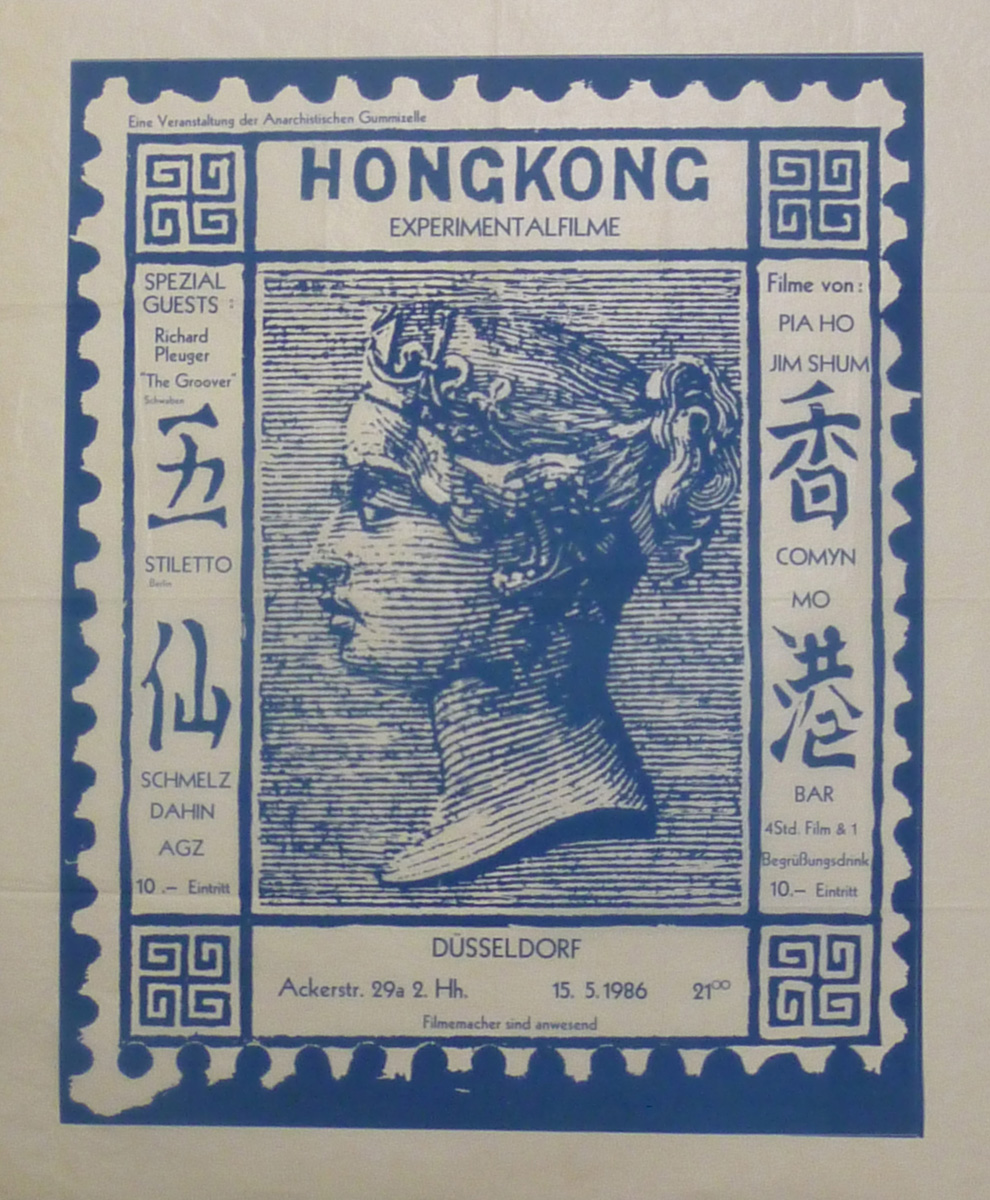 Eine Veranstaltung der Anarchistischen Gummizelle
HONGKONG
EXPERIMENTALFILME
SPEZIAL
GUESTS :
Richard
Pleuger
"The Groover"
Schwaben
五
STILETTO
Berlin
仙
SCHMELZ
DAHIN
AGZ
10 .– Eintritt
Filme von :
PIA HO
JIM SHUM
香
COMYN
MO
港
BAR
4Std. Film & 1
Begrüßungsdrink
10.– Eintritt
DÜSSELDORF
Ackerstr. 29a 2. Hh. 15. 5. 1986 21⁰⁰
Filmemacher sind anwesend